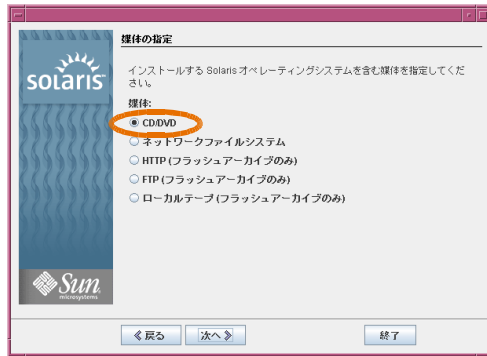 媒体の指定
solaris
インストールする Solaris オペレーティングシステムを含む媒体を指定してくだ
さい。
媒体:
CD/DVD
ネットワークファイルシステム
HTTP (フラッシュアーカイブのみ)
FTP (フラッシュアーカイブのみ)
ローカルテープ (フラッシュアーカイブのみ)
Sun
microsystems
戻る 次へ 終了